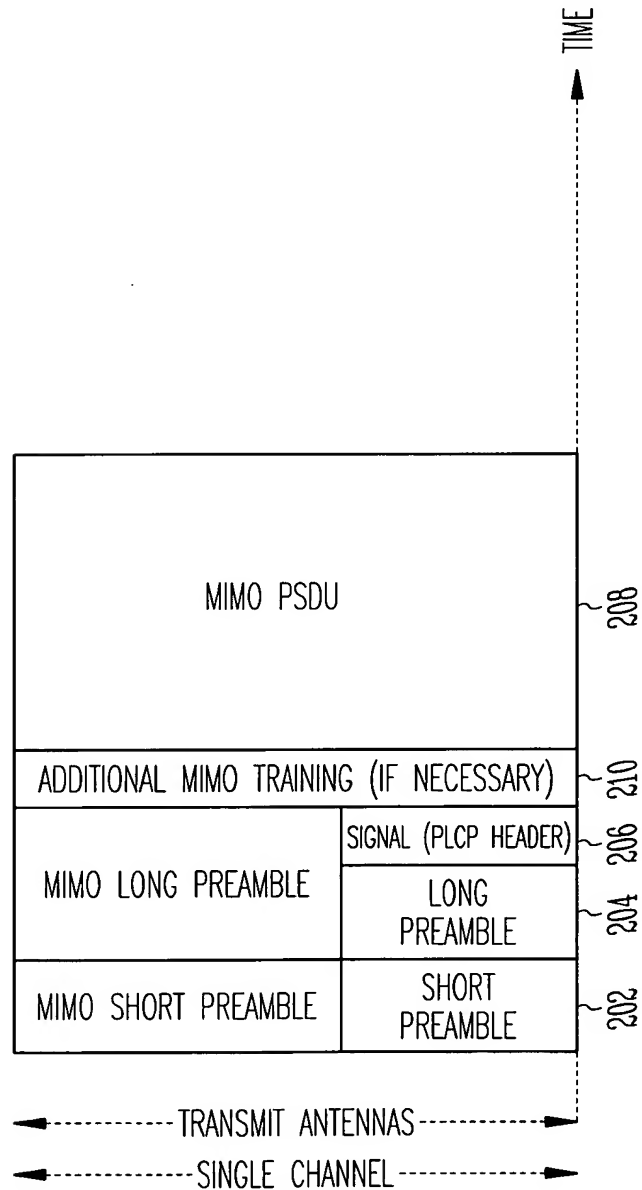 SINGLE CHANNEL
TRANSMIT ANTENNAS
MIMO SHORT PREAMBLE
SHORT
PREAMBLE
202
MIMO LONG PREAMBLE
LONG
PREAMBLE
204
SIGNAL (PLCP HEADER)
206
ADDITIONAL MIMO TRAINING (IF NECESSARY)
210
MIMO PSDU
208
TIME